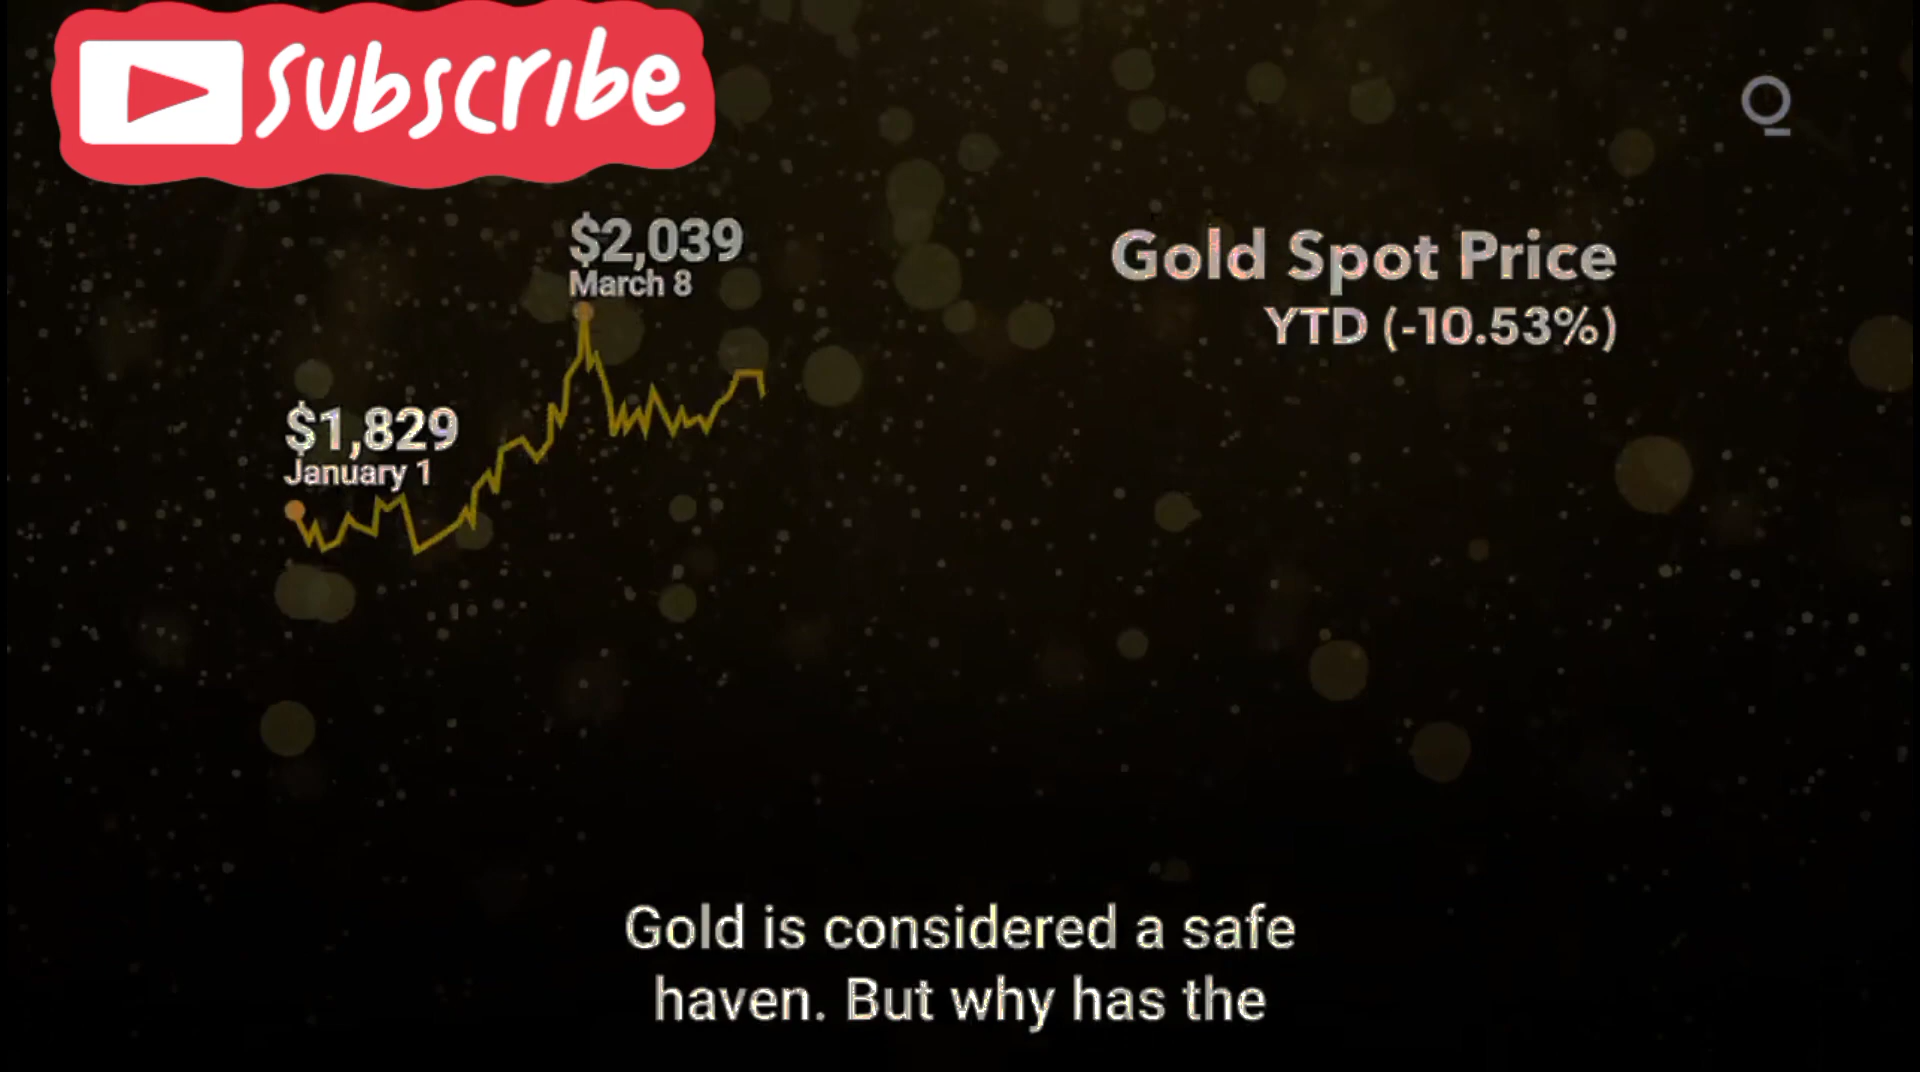 Subscribe
$2,039
March 8
Gold Spot Price
YTD (-10.53%)
$1,829
January 1
Gold is considered a safe
haven. But why has the